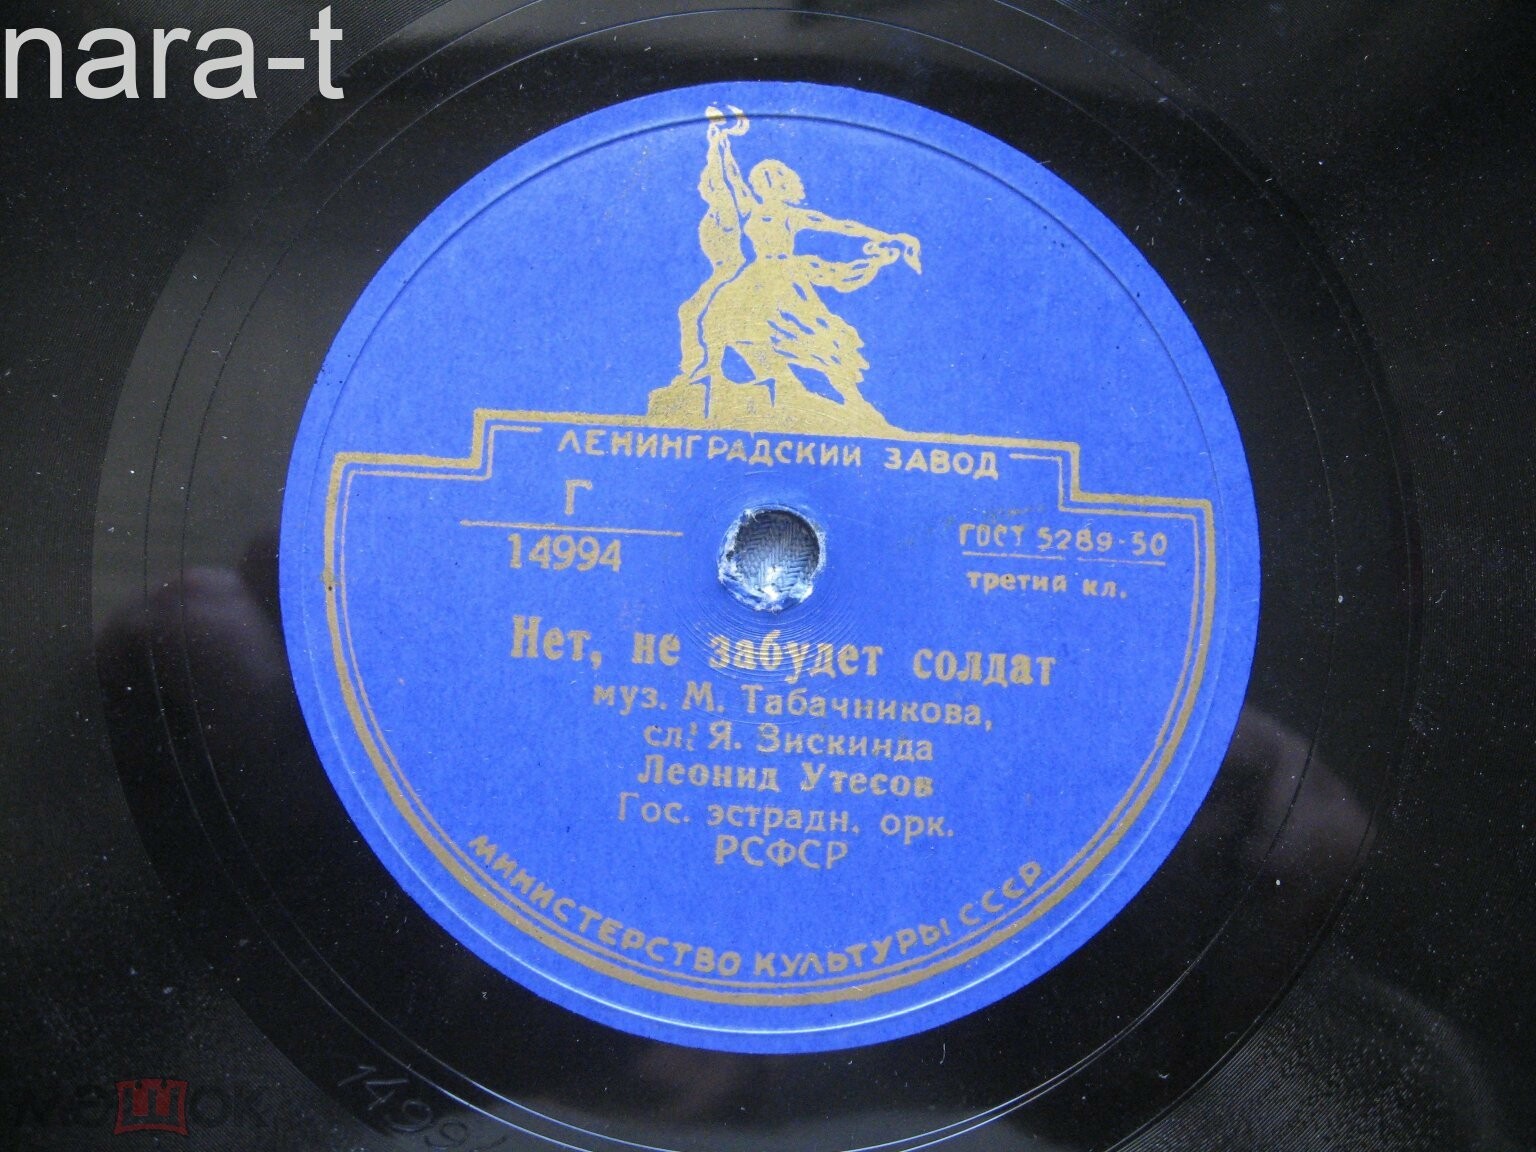 nara-t
ЛЕНИНГРАДСКИЙ ЗАВОД
Г
14994
ГОСТ 5289-50
третий кл.
Нет, не забудет солдат
муз. М. Табачникова,
сл. Я. Зискинда
Леонид Утесов
Гос. эстрадн. орк.
РСФСР
МИНИСТЕРСТВО КУЛЬТУРЫ СССР
мешок